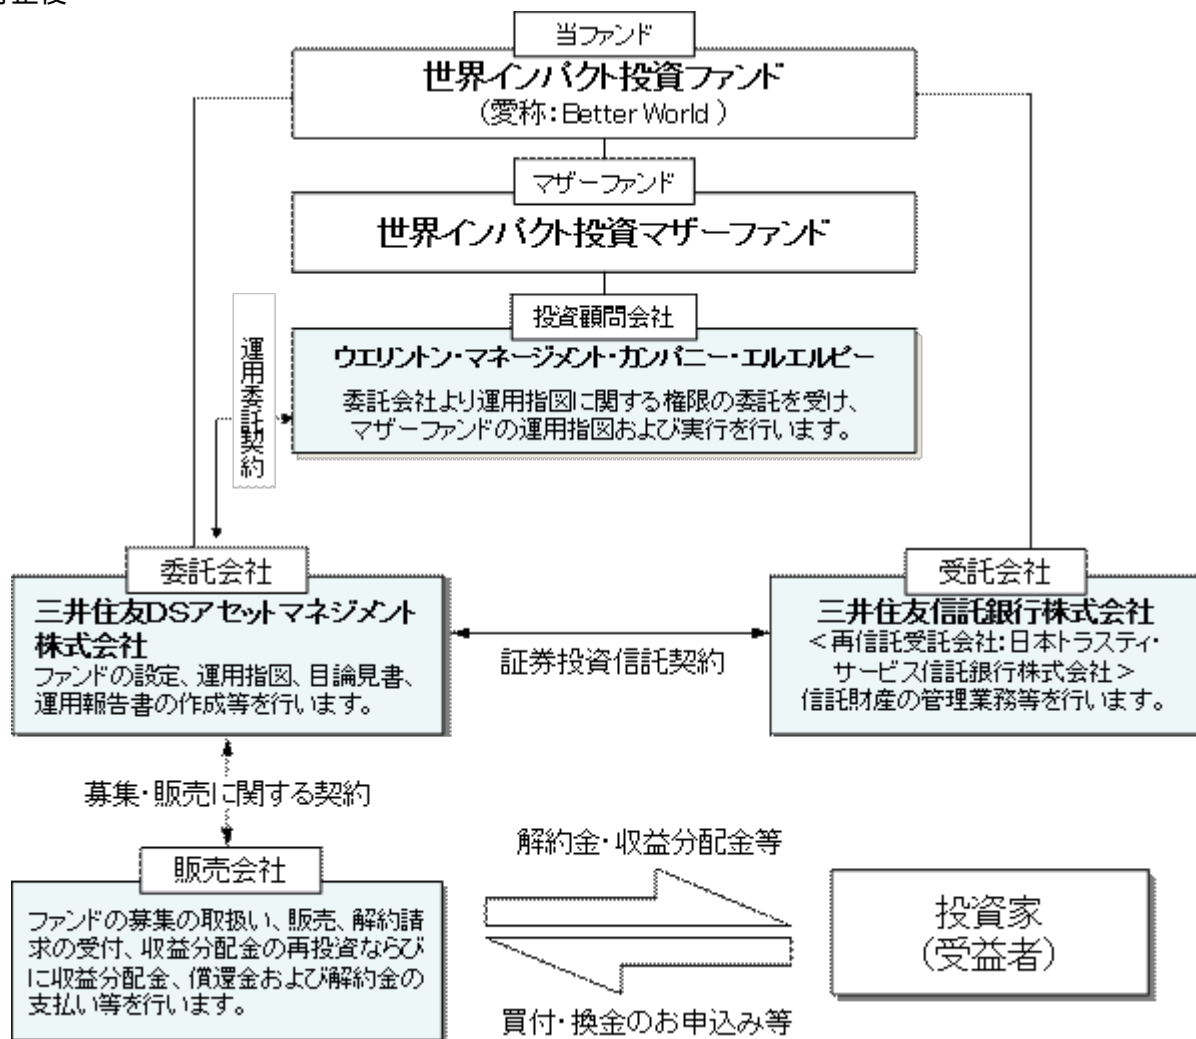 当ファンド
世界インパクト投資ファンド
(愛称:Better World )
マザーファンド
世界インパクト投資マザーファンド
投資顧問会社
ウエリントン・マネージメント・カンパニー・エルエルピー
委託会社より運用指図に関する権限の委託を受け、
マザーファンドの運用指図および実行を行います。
運用委託契約
委託会社
三井住友DSアセットマネジメント
株式会社
ファンドの設定、運用指図、目論見書、
運用報告書の作成等を行います。
証券投資信託契約
受託会社
三井住友信託銀行株式会社
<再信託受託会社:日本トラスティ・
サービス信託銀行株式会社>
信託財産の管理業務等を行います。
募集・販売に関する契約
販売会社
ファンドの募集の取扱い、販売、解約請
求の受付、収益分配金の再投資ならび
に収益分配金、償還金および解約金の
支払い等を行います。
解約金・収益分配金等
買付・換金のお申込み等
投資家
(受益者)